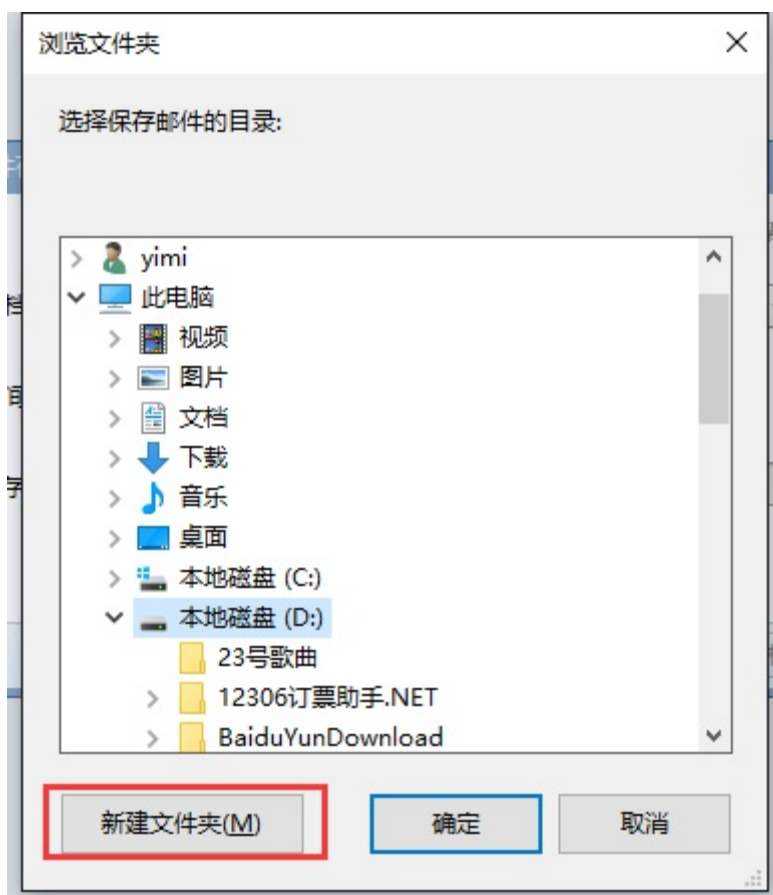 浏览文件夹
选择保存邮件的目录:
yimi
此电脑
视频
图片
文档
下载
音乐
桌面
本地磁盘 (C:)
本地磁盘 (D:)
23号歌曲
12306订票助手.NET
BaiduYunDownload
新建文件夹(M) 确定 取消